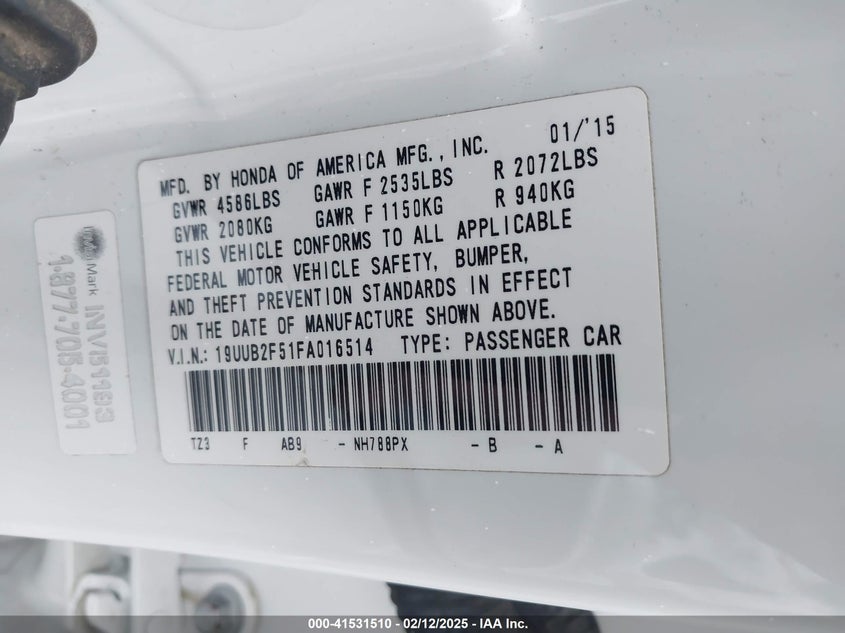 01/'15
MFD. BY HONDA OF AMERICA MFG., INC.
GVWR 4586LBS GAWR F 2535LBS R 2072LBS
GVWR 2080KG GAWR F 1150KG R 940KG
THIS VEHICLE CONFORMS TO ALL APPLICABLE
FEDERAL MOTOR VEHICLE SAFETY, BUMPER,
AND THEFT PREVENTION STANDARDS IN EFFECT
ON THE DATE OF MANUFACTURE SHOWN ABOVE.
V.I.N.: 19UUB2F51FA016514 TYPE: PASSENGER CAR
TZ3 F AB9 -NH788PX -B -A
Mark INV51193
1-877-706-4001
000-41531510 - 02/12/2025 - IAA Inc.